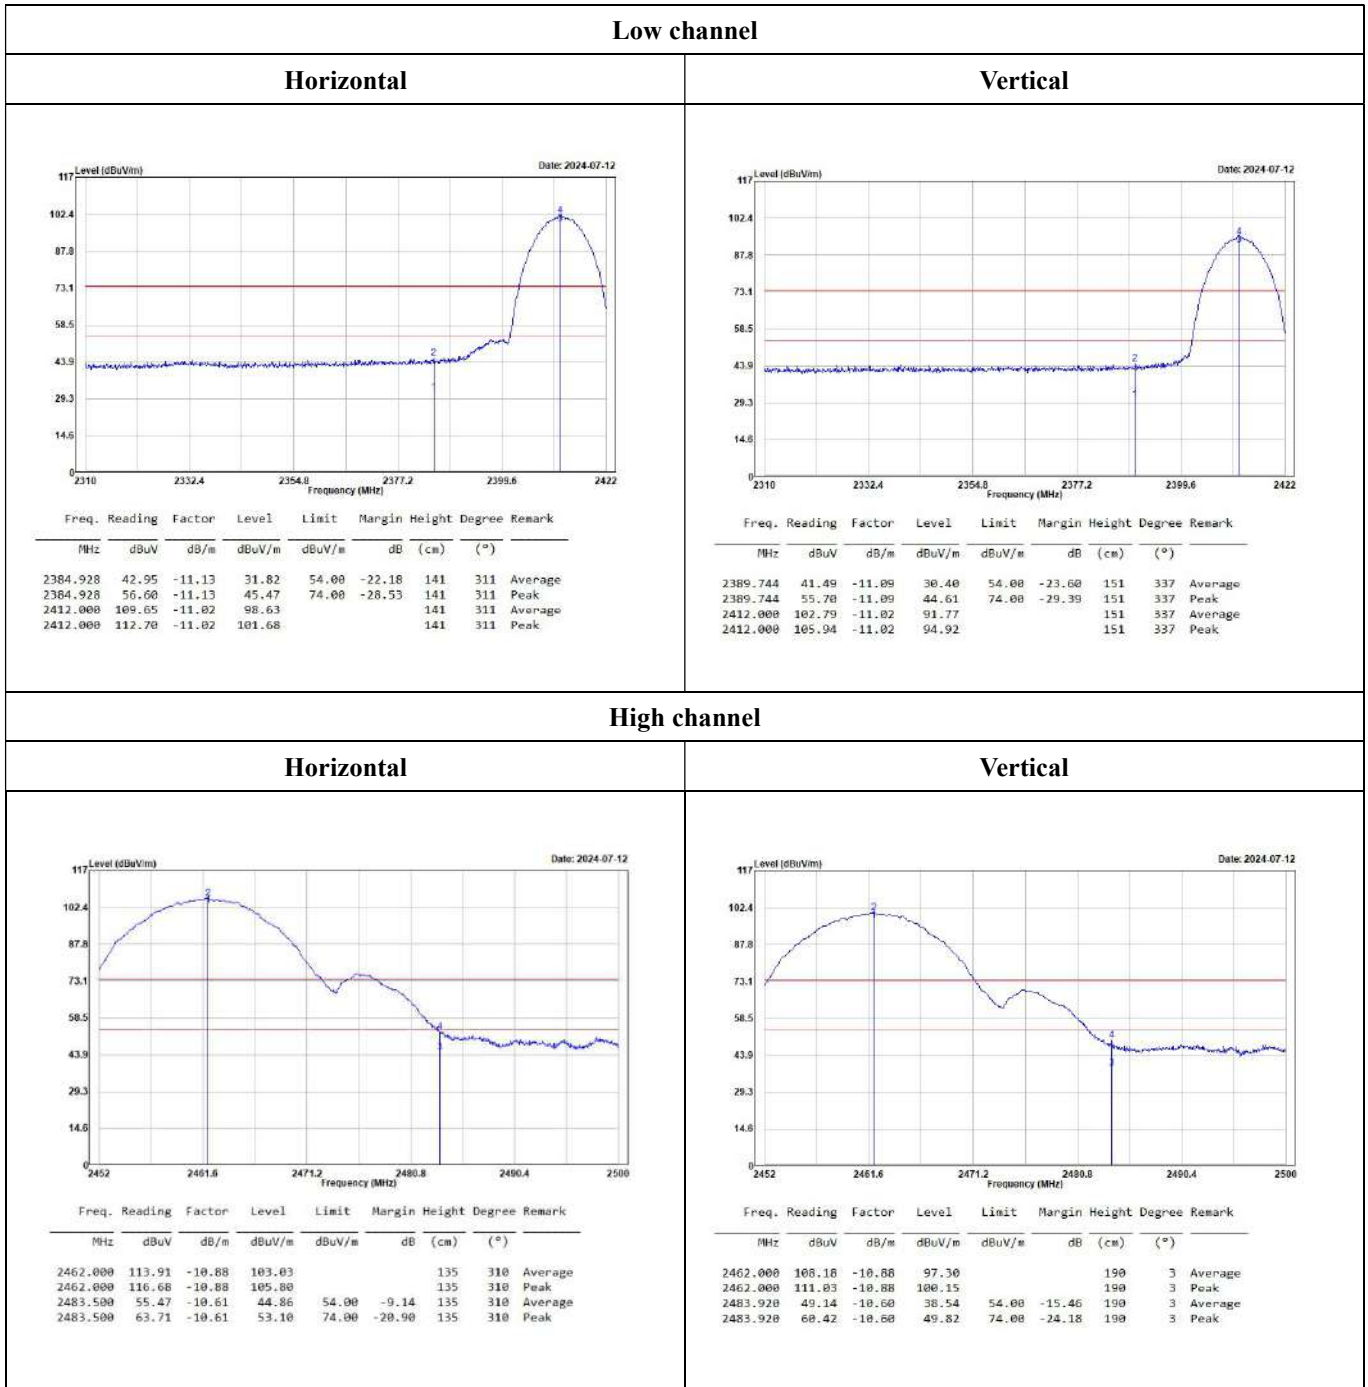 Low channel
Horizontal Vertical
Level (dBuV/m) Date: 2024-07-12
117
102.4
87.8
73.1
58.5
43.9
29.3
14.6
0
4
2
1
2310 2332.4 2354.8 2377.2 2399.6 2422
Frequency (MHz)
Freq. Reading Factor Level Limit Margin Height Degree Remark
MHz dBuV dB/m dBuV/m dBuV/m dB (cm) (°)
2384.928 42.95 -11.13 31.82 54.00 -22.18 141 311 Average
2384.928 56.60 -11.13 45.47 74.00 -28.53 141 311 Peak
2412.000 109.65 -11.02 98.63 141 311 Average
2412.000 112.70 -11.02 101.68 141 311 Peak
Level (dBuV/m) Date: 2024-07-12
117
102.4
87.8
73.1
58.5
43.9
29.3
14.6
0
4
2
2310 2332.4 2354.8 2377.2 2399.6 2422
Frequency (MHz)
Freq. Reading Factor Level Limit Margin Height Degree Remark
MHz dBuV dB/m dBuV/m dBuV/m dB (cm) (°)
2389.744 41.49 -11.09 30.40 54.00 -23.60 151 337 Average
2389.744 55.70 -11.09 44.61 74.00 -29.39 151 337 Peak
2412.000 102.79 -11.02 91.77 151 337 Average
2412.000 105.94 -11.02 94.92 151 337 Peak
High channel
Horizontal Vertical
Level (dBuV/m) Date: 2024-07-12
117
102.4
87.8
73.1
58.5
43.9
29.3
14.6
0
2
4
2452 2461.6 2471.2 2480.8 2490.4 2500
Frequency (MHz)
Freq. Reading Factor Level Limit Margin Height Degree Remark
MHz dBuV dB/m dBuV/m dBuV/m dB (cm) (°)
2462.000 113.91 -10.88 103.03 135 310 Average
2462.000 116.68 -10.88 105.80 135 310 Peak
2483.500 55.47 -10.61 44.86 54.00 -9.14 135 310 Average
2483.500 63.71 -10.61 53.10 74.00 -20.90 135 310 Peak
Level (dBuV/m) Date: 2024-07-12
117
102.4
87.8
73.1
58.5
43.9
29.3
14.6
0
2
4
3
2452 2461.6 2471.2 2480.8 2490.4 2500
Frequency (MHz)
Freq. Reading Factor Level Limit Margin Height Degree Remark
MHz dBuV dB/m dBuV/m dBuV/m dB (cm) (°)
2462.000 108.18 -10.88 97.30 190 3 Average
2462.000 111.03 -10.88 100.15 190 3 Peak
2483.920 49.14 -10.60 38.54 54.00 -15.46 190 3 Average
2483.920 60.42 -10.60 49.82 74.00 -24.18 190 3 Peak